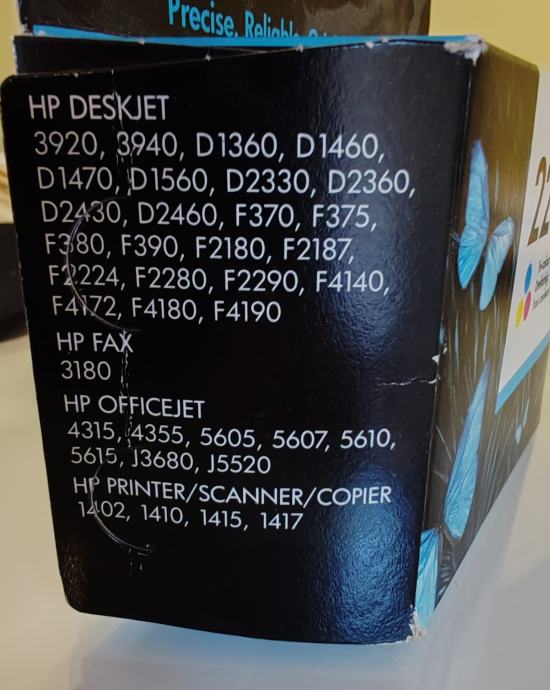 Precise. Reliable
HP DESKJET
3920, 3940, D1360, D1460,
D1470, D1560, D2330, D2360,
D2430, D2460, F370, F375,
F380, F390, F2180, F2187,
F2224, F2280, F2290, F4140,
F4172, F4180, F4190
HP FAX
3180
HP OFFICEJET
4315, 4355, 5605, 5607, 5610,
5615, J3680, J5520
HP PRINTER/SCANNER/COPIER
1402, 1410, 1415, 1417
22